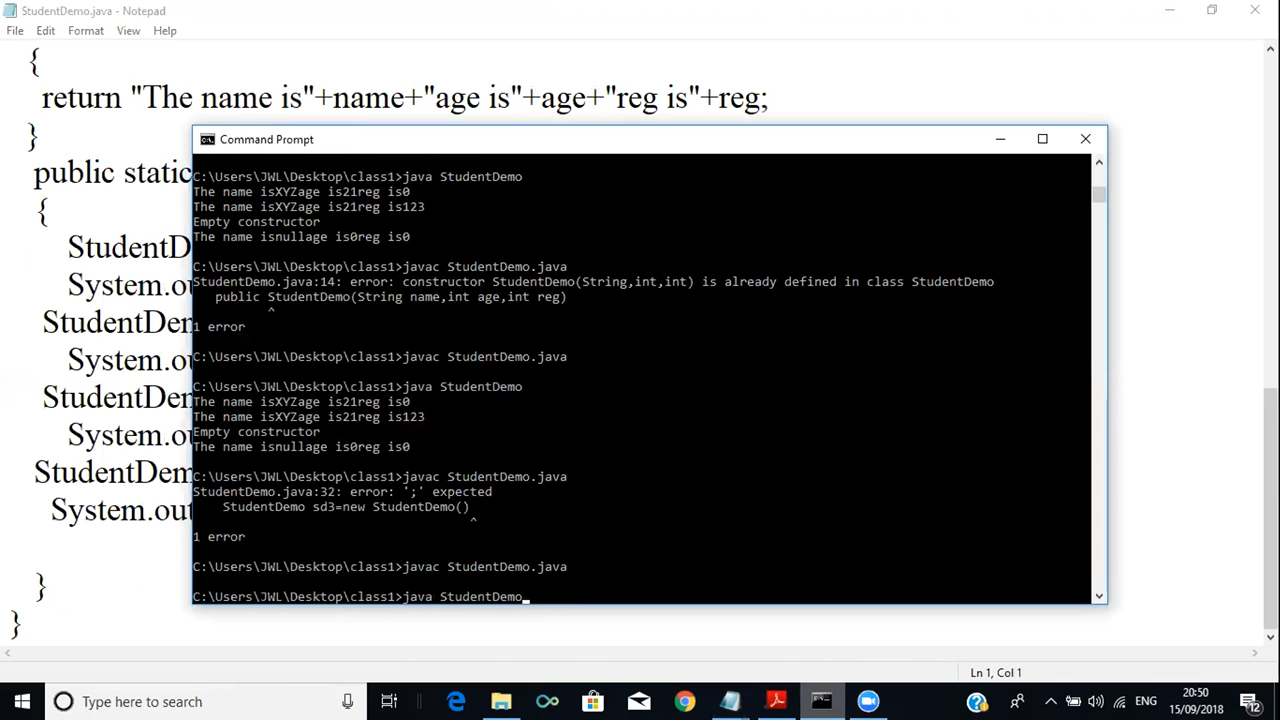 StudentDemo.java - Notepad
File Edit Format View Help
{
return "The name is"+name+"age is"+age+"reg is"+reg;
}
public static
{
StudentD
System.ou
StudentDem
System.ou
StudentDem
System.ou
StudentDem
System.out
}
}
Command Prompt
C:\Users\JWL\Desktop\class1>java StudentDemo
The name isXYZage is21reg is0
The name isXYZage is21reg is123
Empty constructor
The name isnullage is0reg is0
C:\Users\JWL\Desktop\class1>javac StudentDemo.java
StudentDemo.java:14: error: constructor StudentDemo(String,int,int) is already defined in class StudentDemo
public StudentDemo(String name,int age,int reg)
^
1 error
C:\Users\JWL\Desktop\class1>javac StudentDemo.java
C:\Users\JWL\Desktop\class1>java StudentDemo
The name isXYZage is21reg is0
The name isXYZage is21reg is123
Empty constructor
The name isnullage is0reg is0
C:\Users\JWL\Desktop\class1>javac StudentDemo.java
StudentDemo.java:32: error: ';' expected
StudentDemo sd3=new StudentDemo()
^
1 error
C:\Users\JWL\Desktop\class1>javac StudentDemo.java
C:\Users\JWL\Desktop\class1>java StudentDemo_
Ln 1, Col 1
Type here to search
ENG
20:50
15/09/2018
12